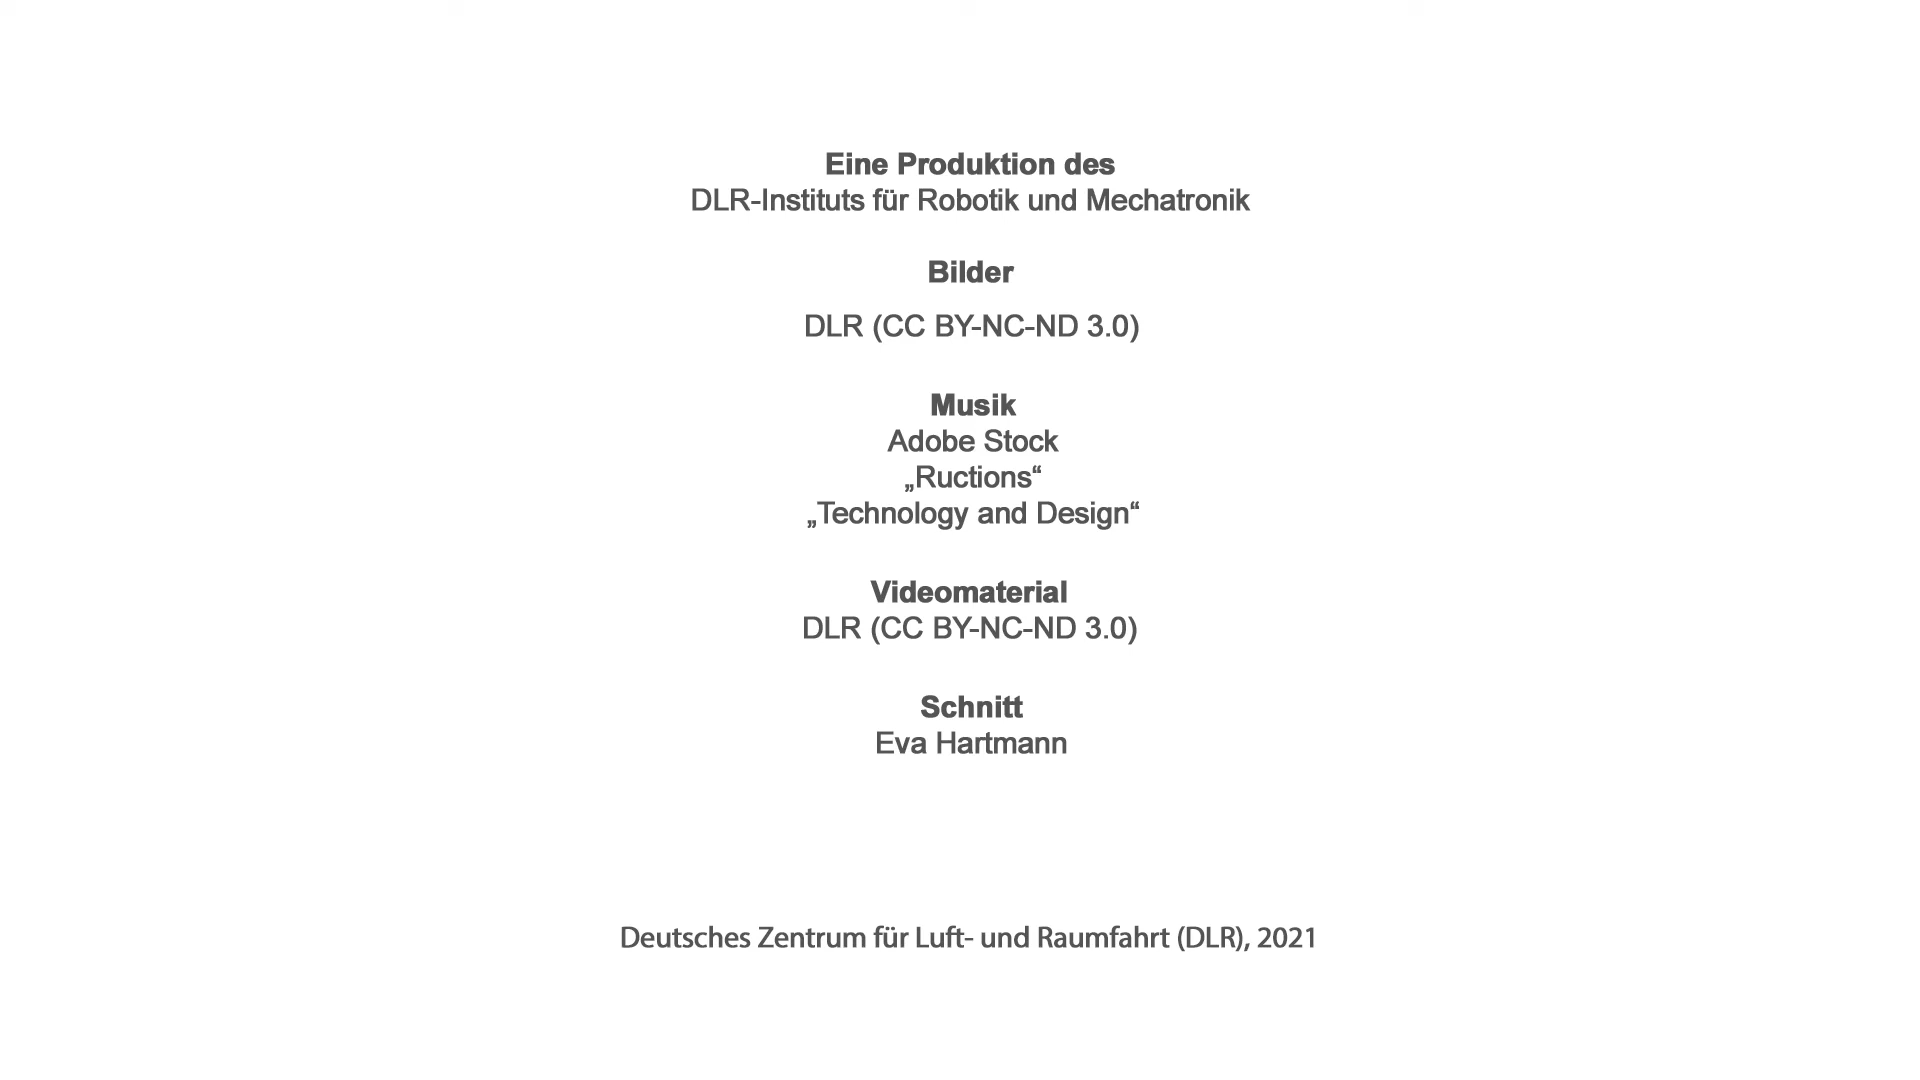 Eine Produktion des
DLR-Instituts für Robotik und Mechatronik
Bilder
DLR (CC BY-NC-ND 3.0)
Musik
Adobe Stock
„Ructions“
„Technology and Design“
Videomaterial
DLR (CC BY-NC-ND 3.0)
Schnitt
Eva Hartmann
Deutsches Zentrum für Luft- und Raumfahrt (DLR), 2021